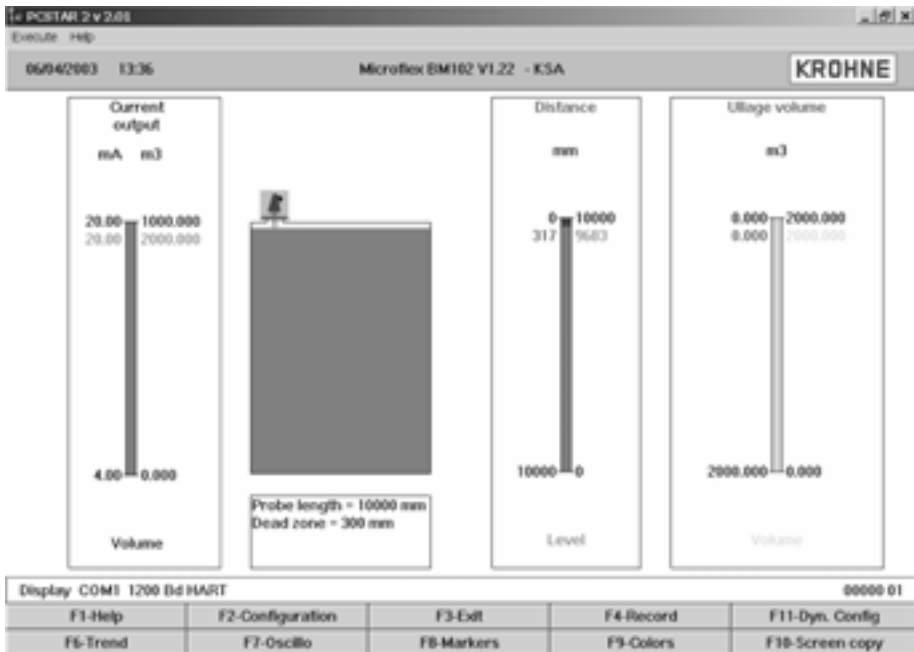 PCSTAR 2 v 2.01
Execute Help
06/04/2003 13:36 Microflex BM102 V1.22 - KSA KROHNE
Current output
mA m3
20.00 1000.000
20.00 2000.000
4.00 0.000
Volume
Probe length = 10000 mm
Dead zone = 300 mm
Distance
mm
0 10000
317 9683
10000 0
Level
Ullage volume
m3
0.000 2000.000
0.000 2000.000
2000.000 0.000
Volume
Display COM1 1200 Bd HART 00000 01
F1-Help F2-Configuration F3-Exit F4-Record F11-Dyn. Config
F6-Trend F7-Oscillo F8-Markers F9-Colors F10-Screen copy